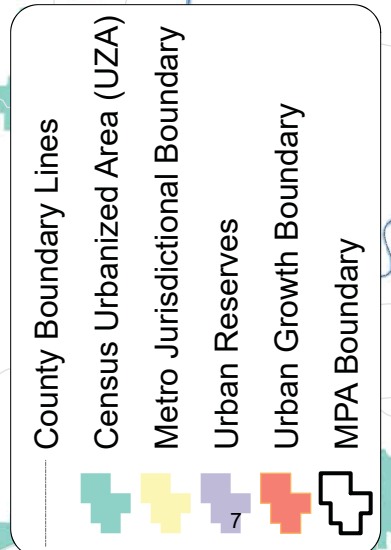 County Boundary Lines
Census Urbanized Area (UZA)
Metro Jurisdictional Boundary
Urban Reserves
Urban Growth Boundary
MPA Boundary
7